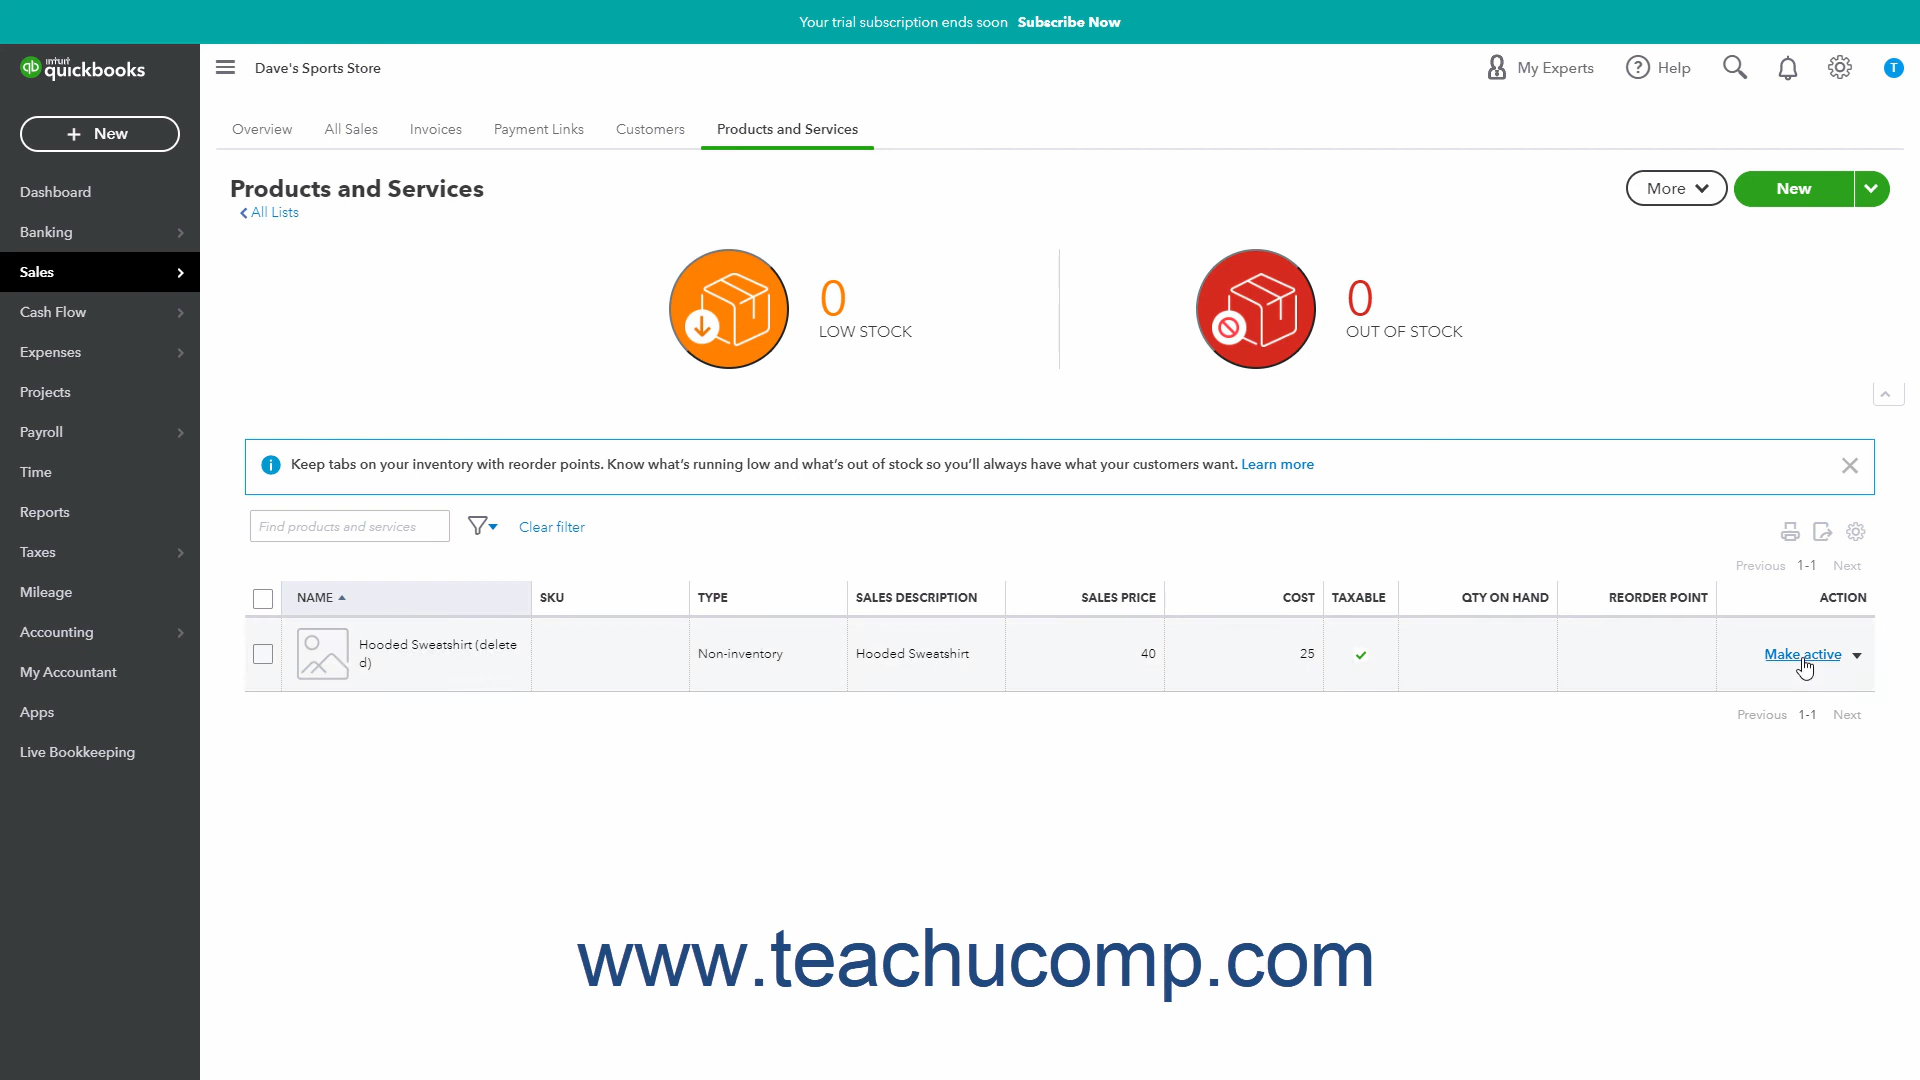 Your trial subscription ends soon Subscribe Now
intuit quickbooks
Dave's Sports Store
My Experts
Help
T
+ New
Dashboard
Banking
Sales
Cash Flow
Expenses
Projects
Payroll
Time
Reports
Taxes
Mileage
Accounting
My Accountant
Apps
Live Bookkeeping
Overview All Sales Invoices Payment Links Customers Products and Services
Products and Services
All Lists
More
New
0
LOW STOCK
0
OUT OF STOCK
Keep tabs on your inventory with reorder points. Know what's running low and what's out of stock so you'll always have what your customers want. Learn more
Find products and services
Clear filter
Previous 1-1 Next
NAME SKU TYPE SALES DESCRIPTION SALES PRICE COST TAXABLE QTY ON HAND REORDER POINT ACTION
Hooded Sweatshirt (delete
d)
Non-inventory Hooded Sweatshirt 40 25 Make active
Previous 1-1 Next
www.teachucomp.com